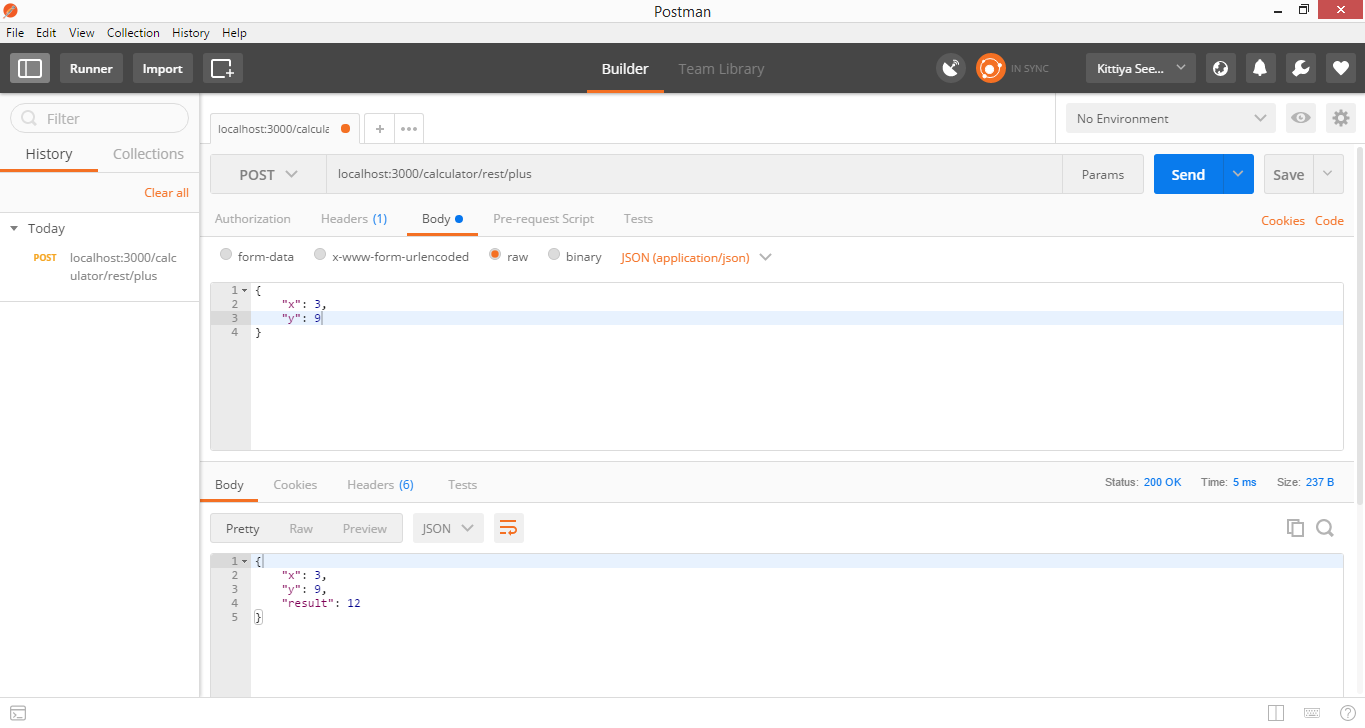 Postman
File Edit View Collection History Help
Runner Import Builder Team Library IN SYNC Kittiya See...
Filter
History Collections
Clear all
Today
POST localhost:3000/calc
ulator/rest/plus
localhost:3000/calcula + ••• No Environment
POST localhost:3000/calculator/rest/plus Params Send Save
Authorization Headers (1) Body Pre-request Script Tests Cookies Code
form-data x-www-form-urlencoded raw binary JSON (application/json)
1 {
2 "x": 3,
3 "y": 9
4 }
Body Cookies Headers (6) Tests Status: 200 OK Time: 5 ms Size: 237 B
Pretty Raw Preview JSON
1 {
2 "x": 3,
3 "y": 9,
4 "result": 12
5 }